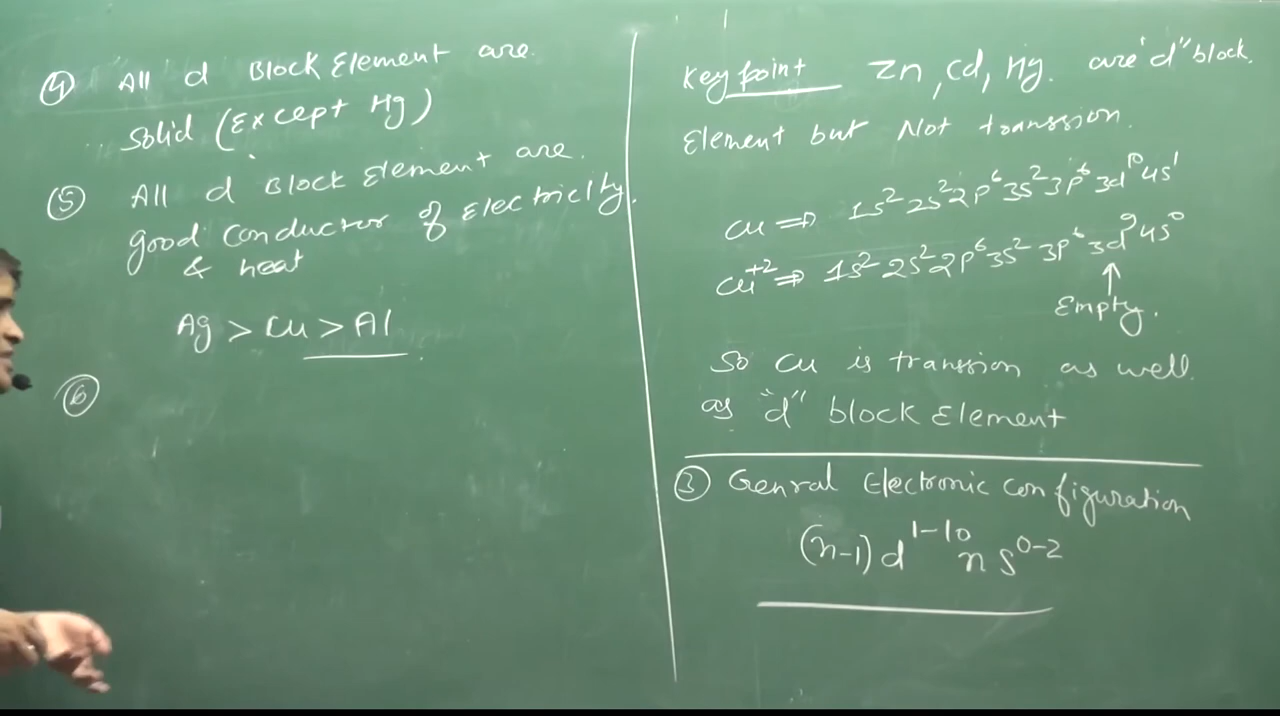 ④ All d Block Element are.
Solid (Except Hg)
⑤ All d Block Element are.
good conductor of Electricity.
& heat
Ag > Cu > Al
⑥
Key point Zn, Cd, Hg. are "d" block.
Element but Not transsion.
Cu ⇒ 1s² 2s² 2p⁶ 3s² 3p⁶ 3d¹⁰ 4s¹
Cu⁺² ⇒ 1s² 2s² 2p⁶ 3s² 3p⁶ 3d⁹ 4s⁰
↑
Empty.
So Cu is transsion as well.
as "d" block Element
③ Genral Electronic configuration
(n-1) d¹⁻¹⁰ n s⁰⁻²